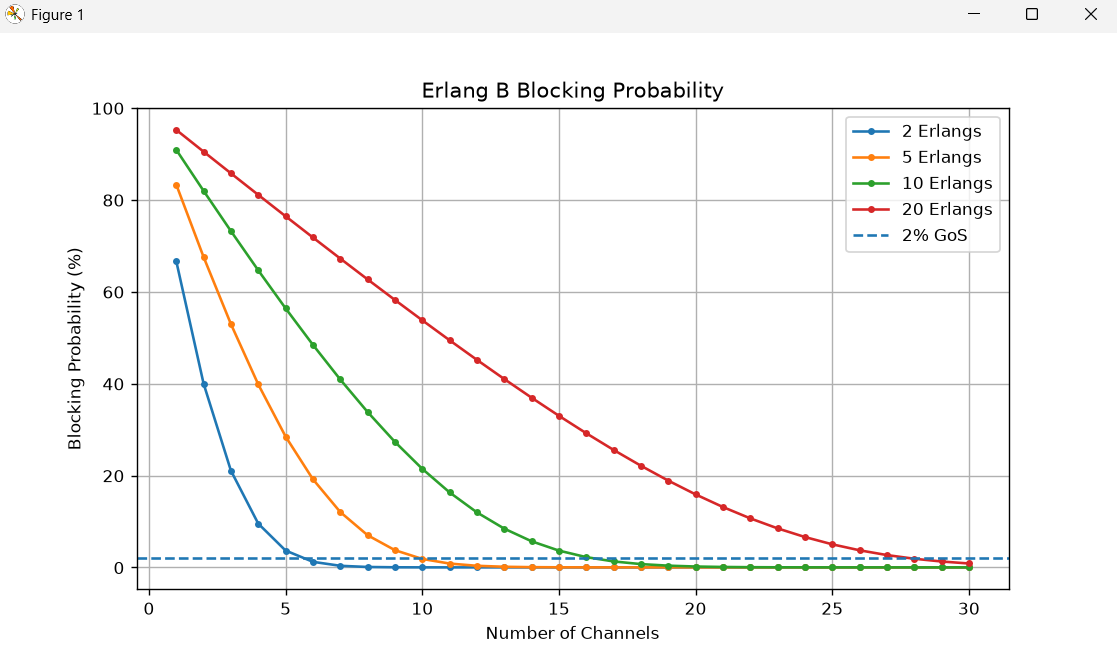 Figure 1
Erlang B Blocking Probability
100
80
60
40
20
0
Blocking Probability (%)
2 Erlangs
5 Erlangs
10 Erlangs
20 Erlangs
2% GoS
0 5 10 15 20 25 30
Number of Channels